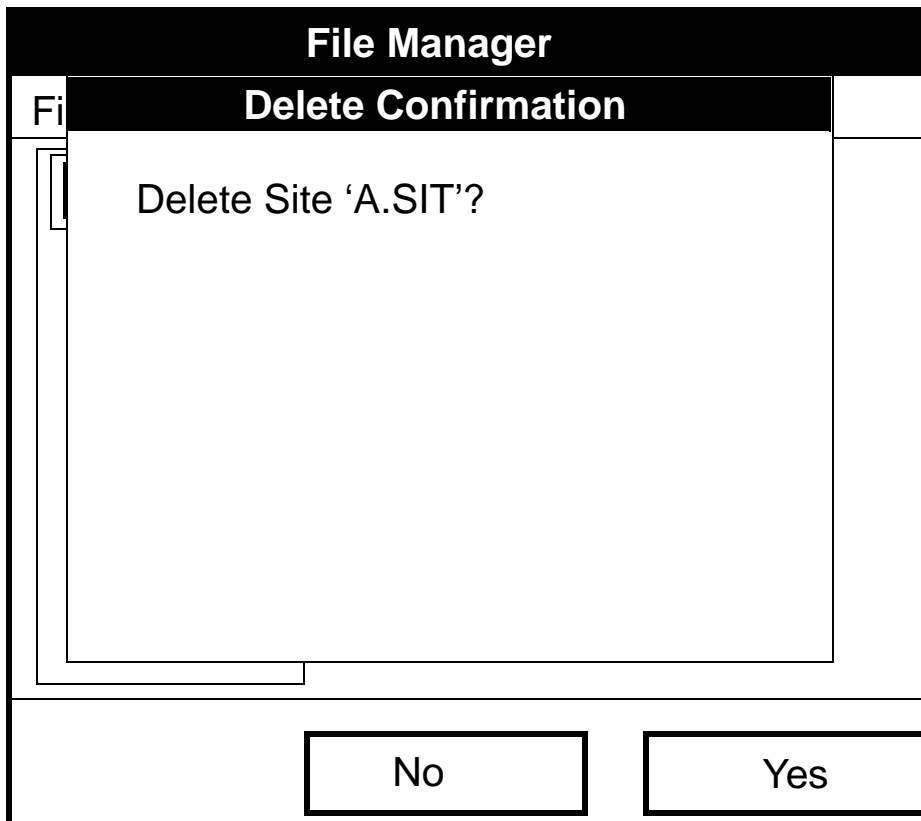 File Manager
Fi
Delete Confirmation
Delete Site ‘A.SIT’?
No
Yes